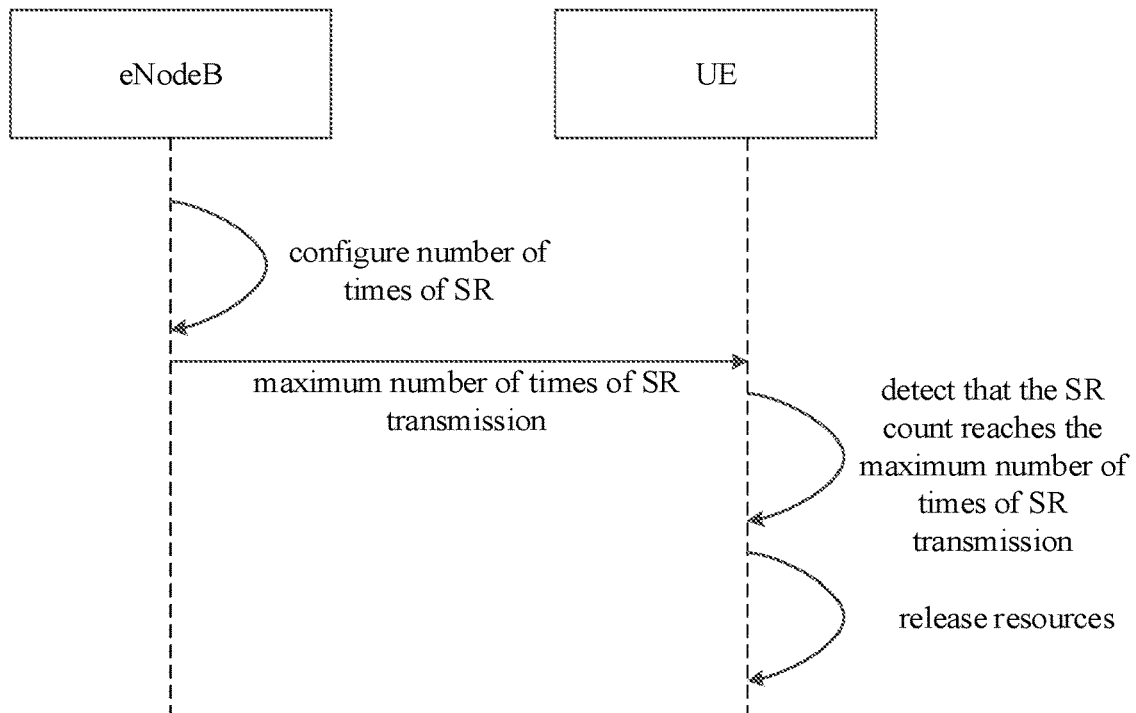 eNodeB
UE
configure number of
times of SR
maximum number of times of SR
transmission
detect that the SR
count reaches the
maximum number of
times of SR
transmission
release resources